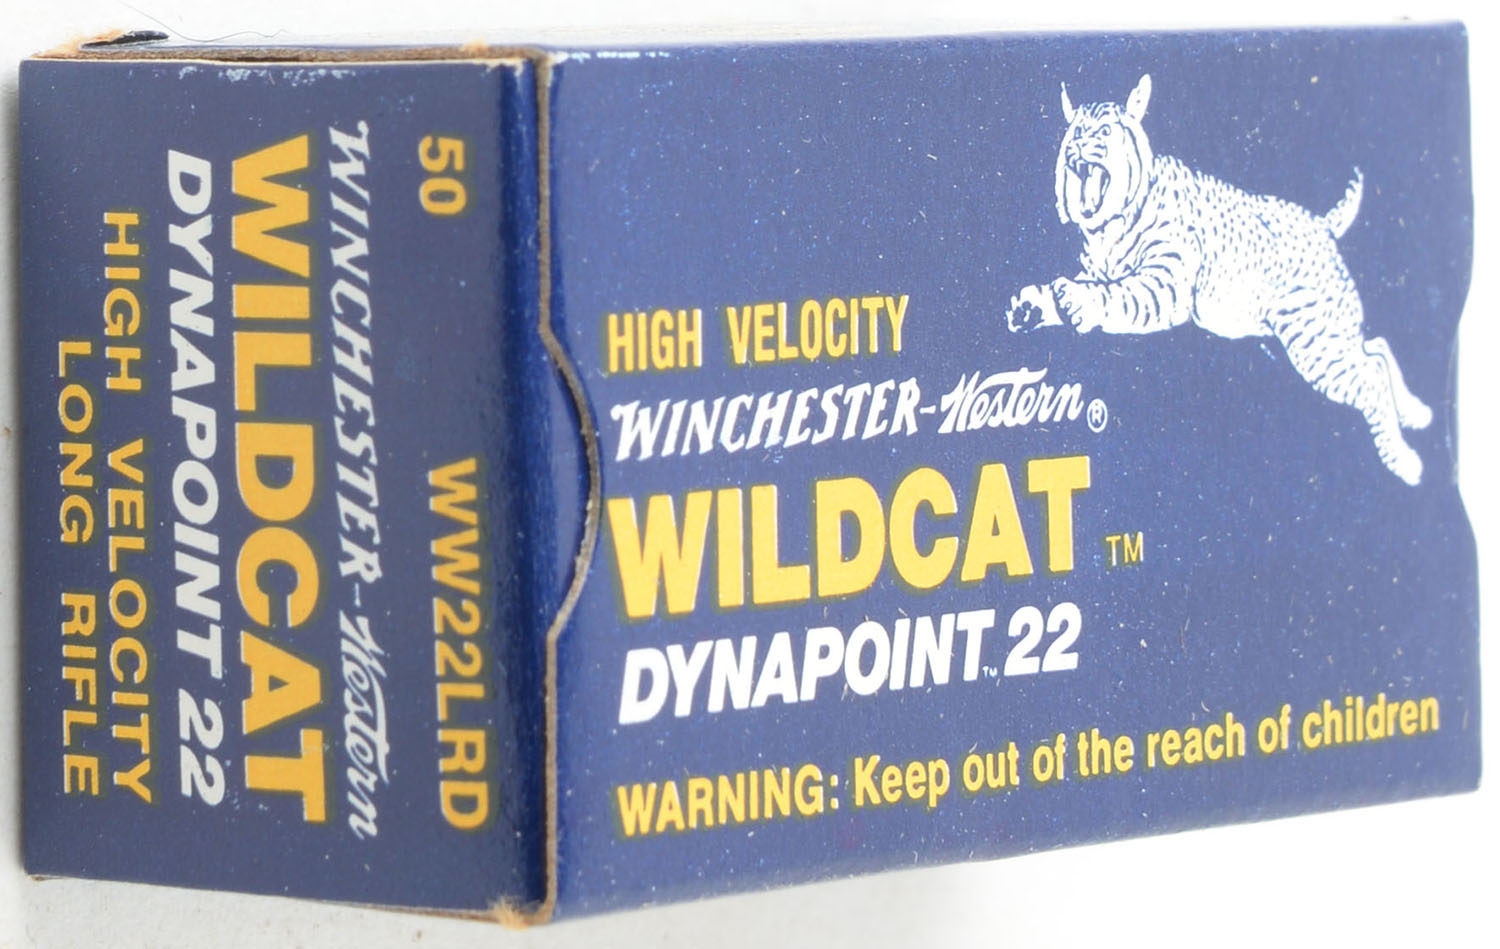 50 WW22LRD
WINCHESTER-Western
WILDCAT
DYNAPOINT 22
HIGH VELOCITY
LONG RIFLE
HIGH VELOCITY
WINCHESTER-Western®
WILDCAT™
DYNAPOINT™ 22
WARNING: Keep out of the reach of children